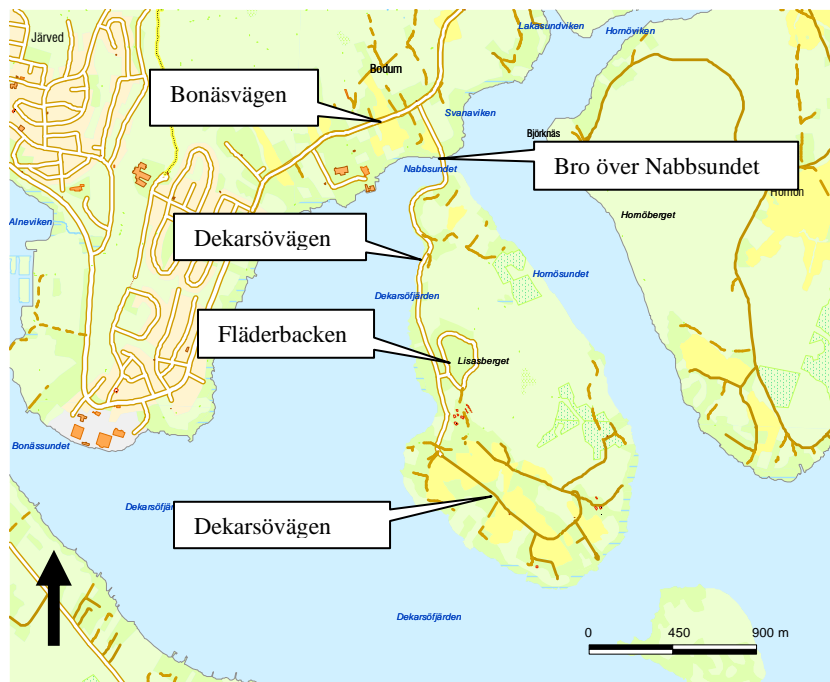 Lakasundviken
Hornöviken
Järved
Bodum
Bonäsvägen
Svanaviken
Björknäs
Nabbsundet
Bro över Nabbsundet
Hornön
Alneviken
Hornöberget
Dekarsövägen
Hornösundet
Dekarsöfjärden
Fläderbacken
Lisasberget
Bonässundet
Dekarsövägen
Dekarsöfjärden
0 450 900 m